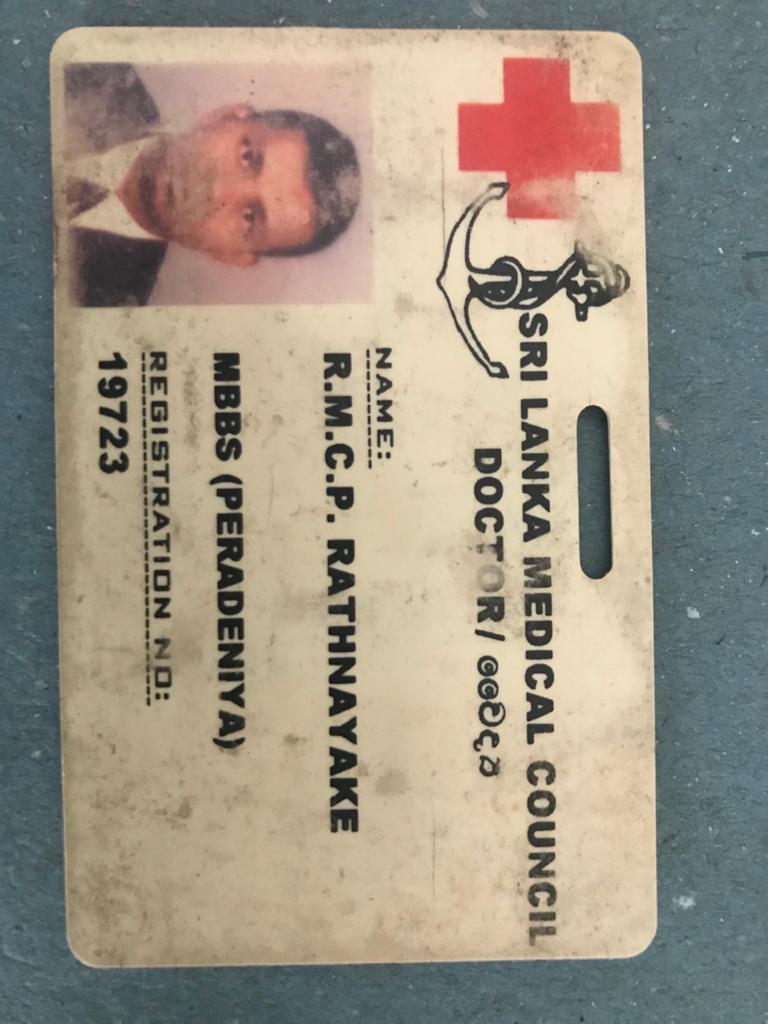 SRI LANKA MEDICAL COUNCIL
DOCTOR / වෛද්‍ය
NAME:
R.M.C.P. RATHNAYAKE
MBBS (PERADENIYA)
REGISTRATION NO:
19723